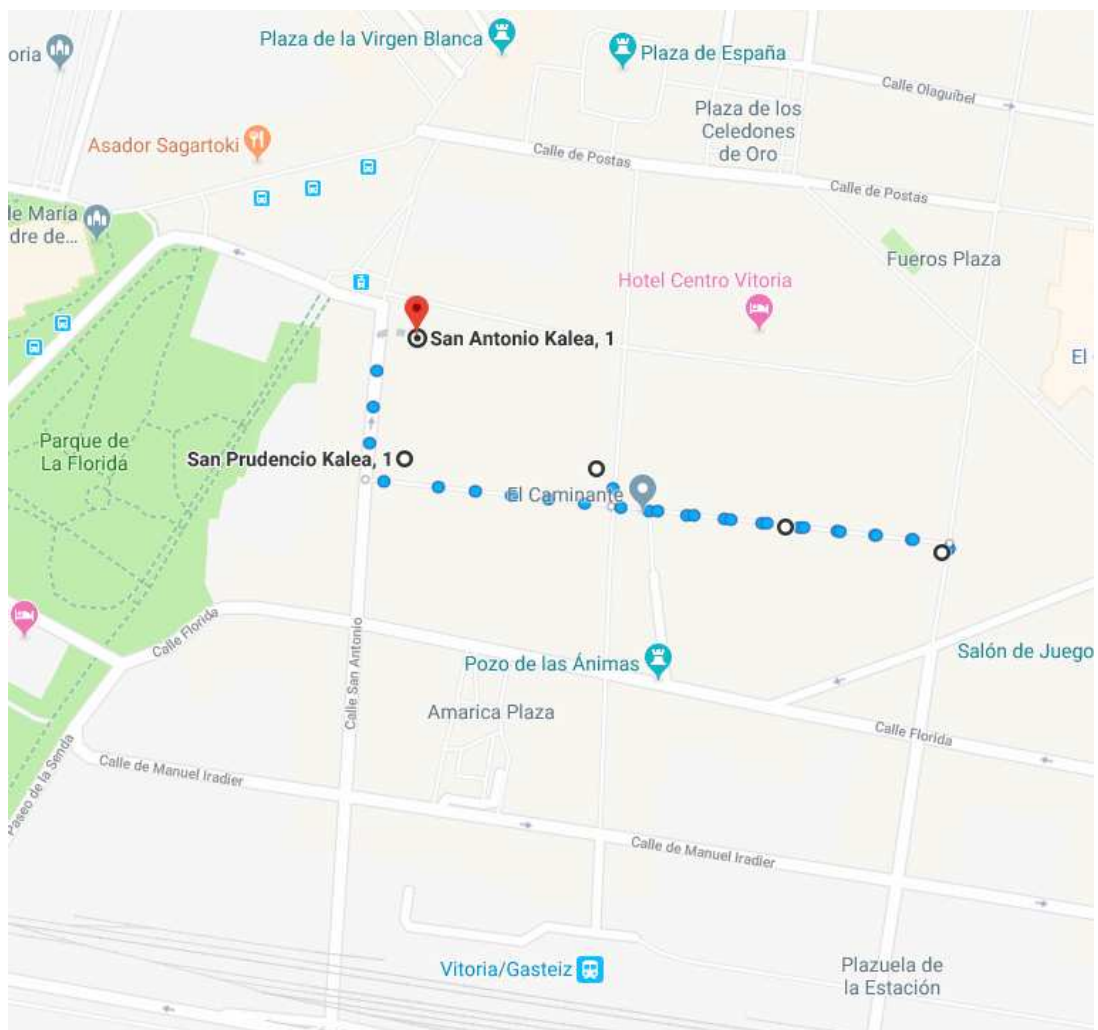 Plaza de la Virgen Blanca
Plaza de España
oria
Calle Olaguíbel
Plaza de los
Celedones
de Oro
Asador Sagartoki
Calle de Postas
Calle de Postas
le María
dre de...
Fueros Plaza
Hotel Centro Vitoria
San Antonio Kalea, 1
El
Parque de
La Florida
San Prudencio Kalea, 1
El Caminante
Calle Florida
Calle San Antonio
Pozo de las Ánimas
Salón de Juego
Amarica Plaza
Calle Florida
Paseo de la Senda
Calle de Manuel Iradier
Calle de Manuel Iradier
Vitoria/Gasteiz
Plazuela de
la Estación